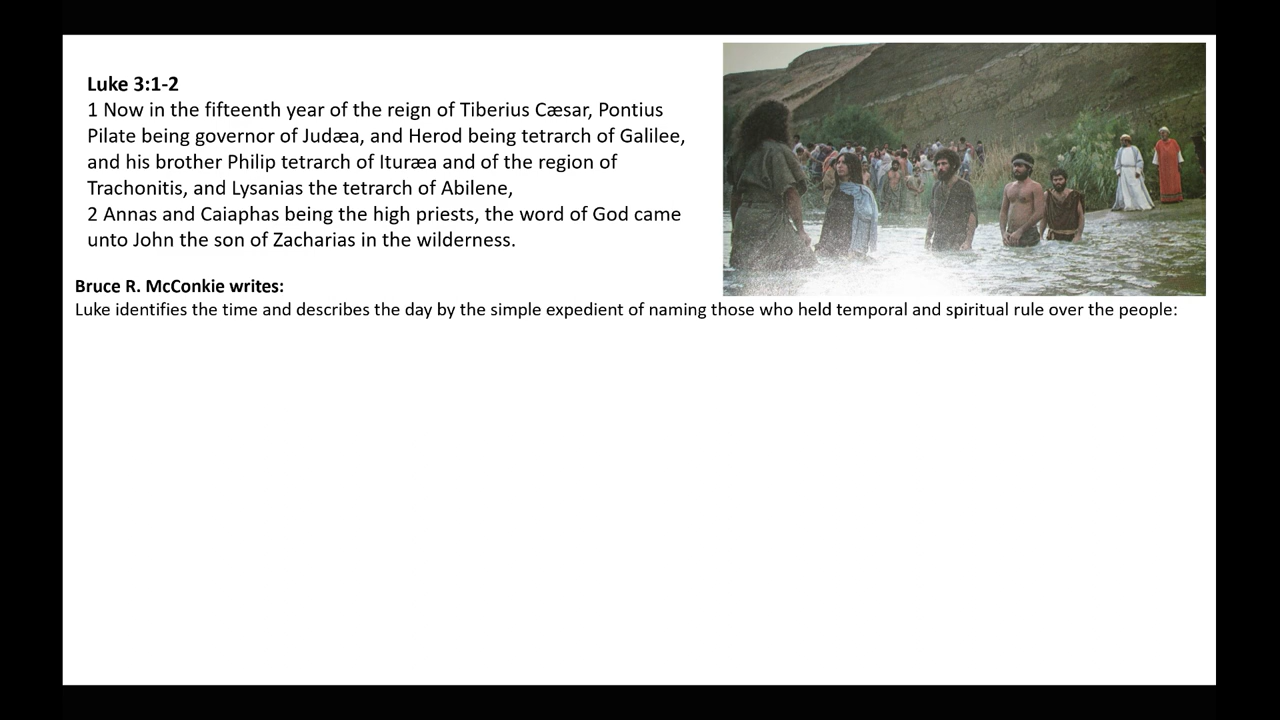 Luke 3:1-2
1 Now in the fifteenth year of the reign of Tiberius Cæsar, Pontius
Pilate being governor of Judæa, and Herod being tetrarch of Galilee,
and his brother Philip tetrarch of Ituræa and of the region of
Trachonitis, and Lysanias the tetrarch of Abilene,
2 Annas and Caiaphas being the high priests, the word of God came
unto John the son of Zacharias in the wilderness.
Bruce R. McConkie writes:
Luke identifies the time and describes the day by the simple expedient of naming those who held temporal and spiritual rule over the people: